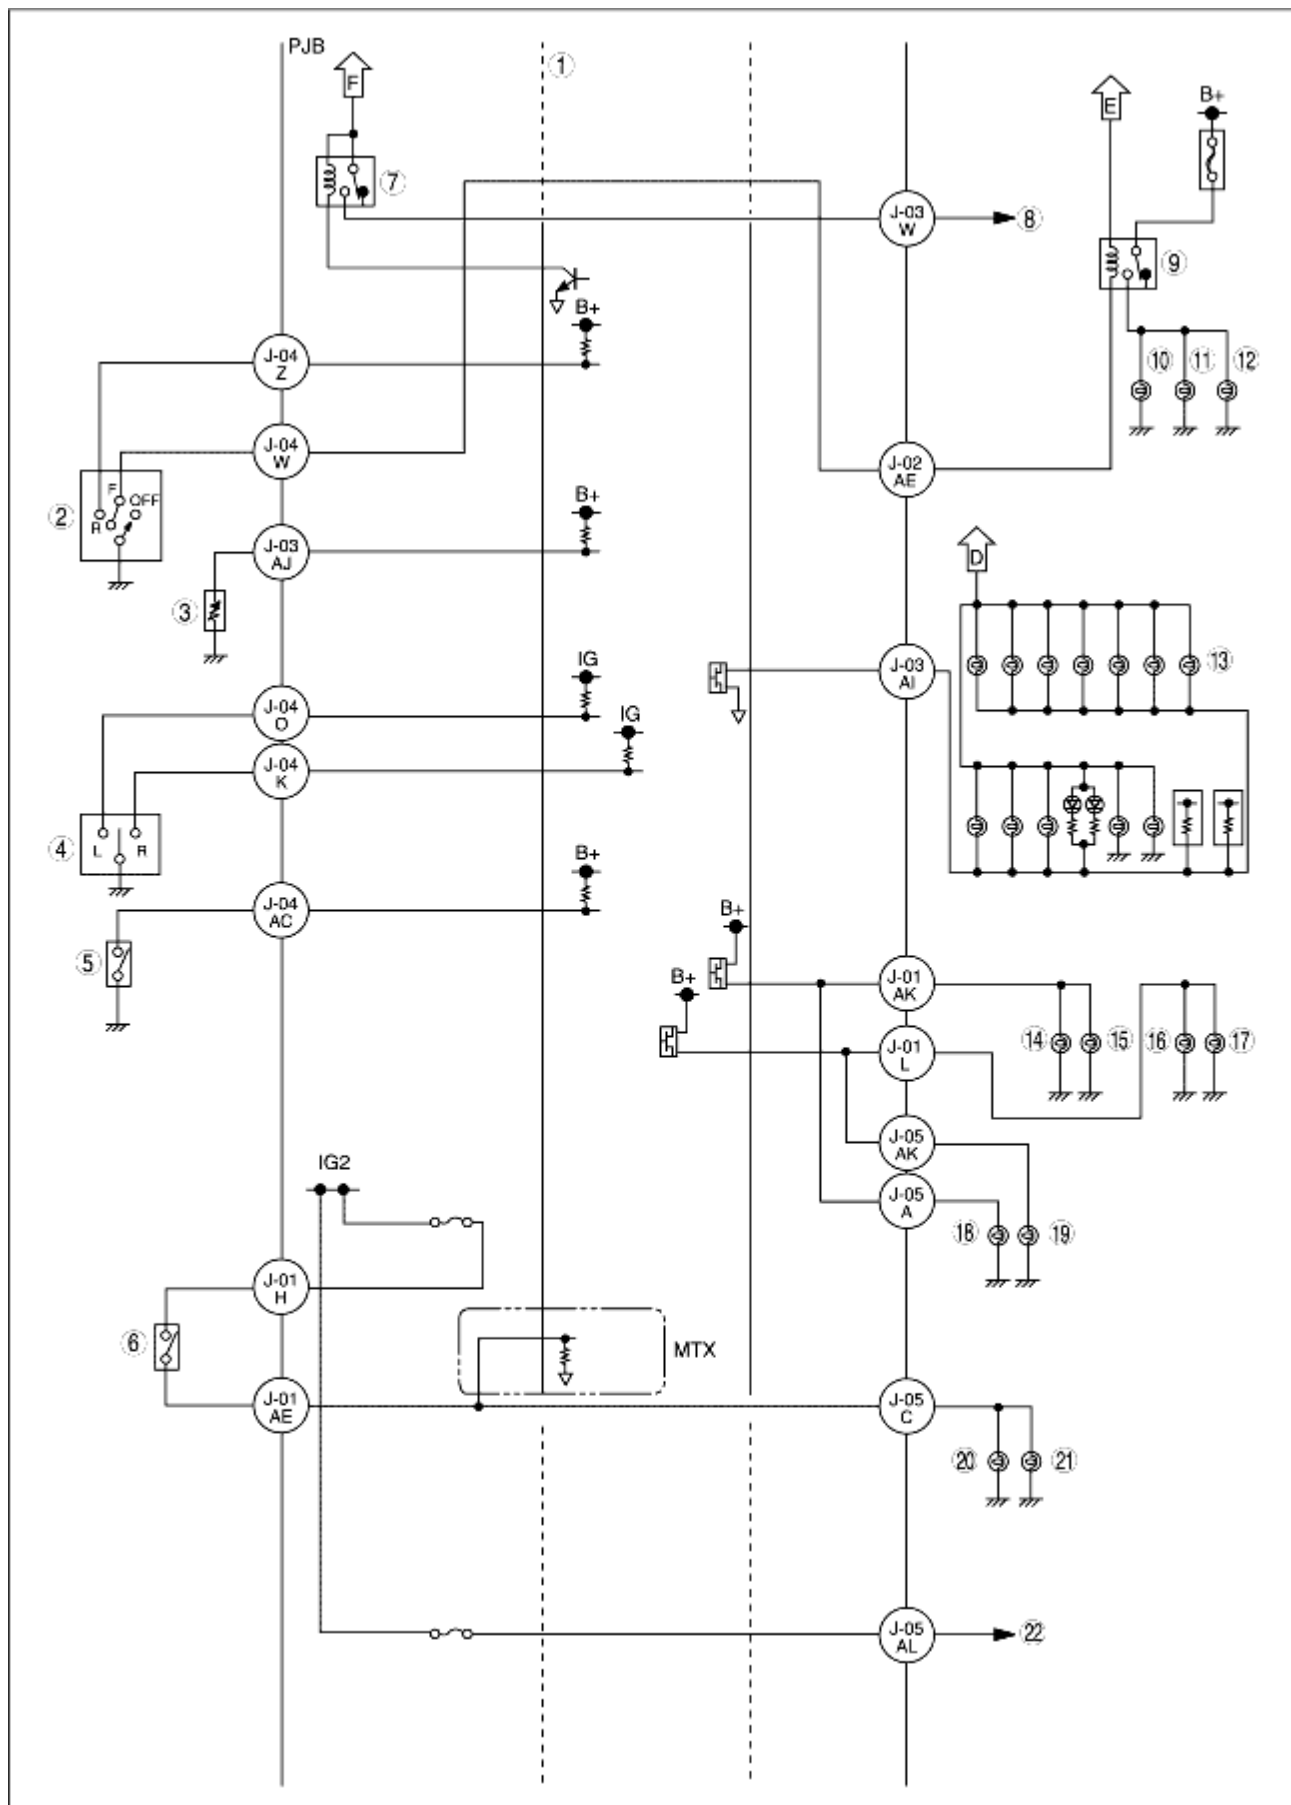 PJB
①
F
E
B+
⑦
J-03
W
⑧
⑨
B+
J-04
Z
⑩
⑪
⑫
J-04
W
J-02
AE
②
F
OFF
R
B+
J-03
AJ
D
③
IG
J-03
AI
⑬
J-04
O
IG
J-04
K
④
L
R
B+
J-04
AC
B+
⑤
B+
J-01
AK
J-01
L
⑭
⑮
⑯
⑰
J-05
AK
IG2
J-05
A
⑱
⑲
J-01
H
⑥
MTX
J-01
AE
J-05
C
⑳
㉑
J-05
AL
㉒